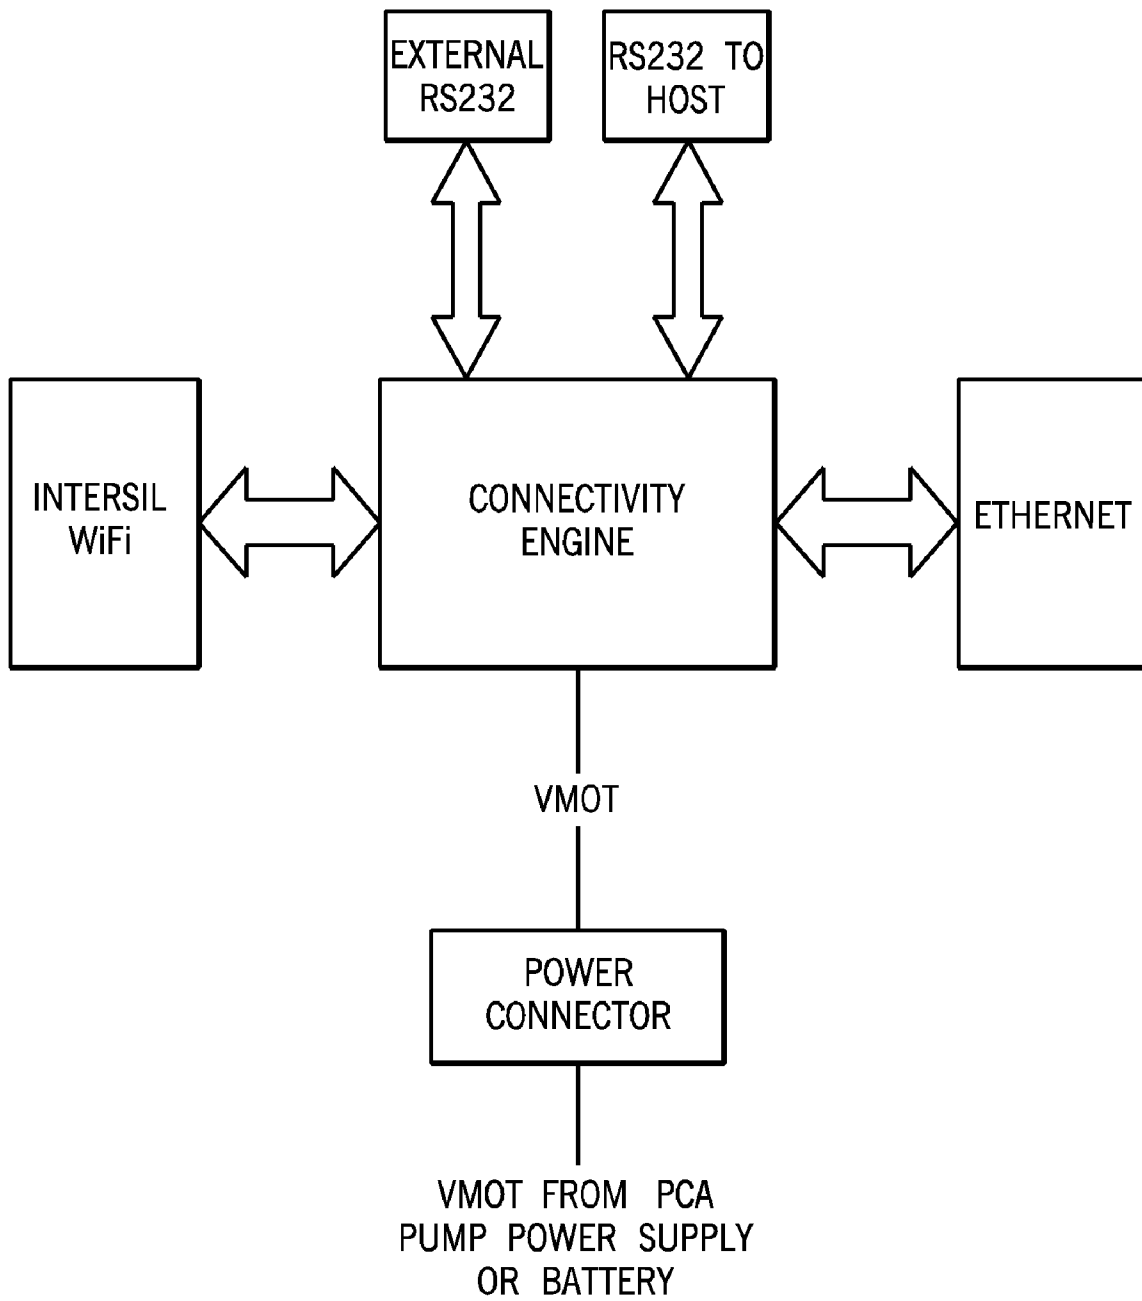 EXTERNAL
RS232
RS232 TO
HOST
INTERSIL
WiFi
CONNECTIVITY
ENGINE
ETHERNET
VMOT
POWER
CONNECTOR
VMOT FROM PCA
PUMP POWER SUPPLY
OR BATTERY